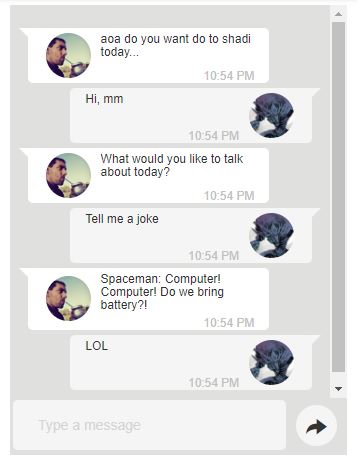 aoa do you want do to shadi
today...
10:54 PM
Hi, mm
10:54 PM
What would you like to talk
about today?
10:54 PM
Tell me a joke
10:54 PM
Spaceman: Computer!
Computer! Do we bring
battery?!
10:54 PM
LOL
10:54 PM
Type a message